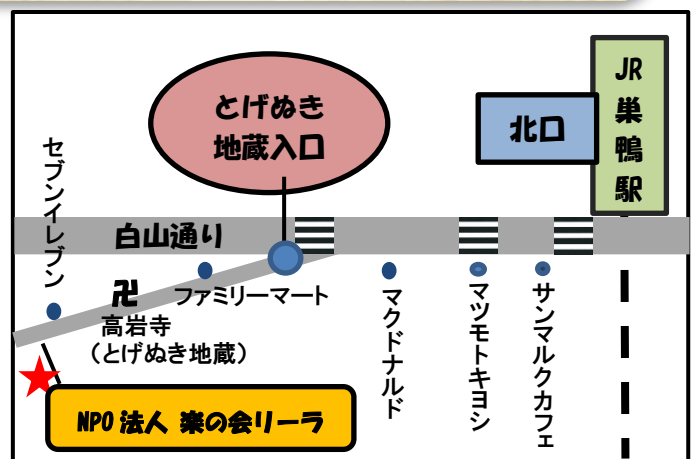 とげぬき
地蔵入口
北口
JR
巣
鴨
駅
セブンイレブン
白山通り
卍
ファミリーマート
高岩寺
（とげぬき地蔵）
マクドナルド
マツモトキヨシ
サンマルクカフェ
NPO法人 楽の会リーラ